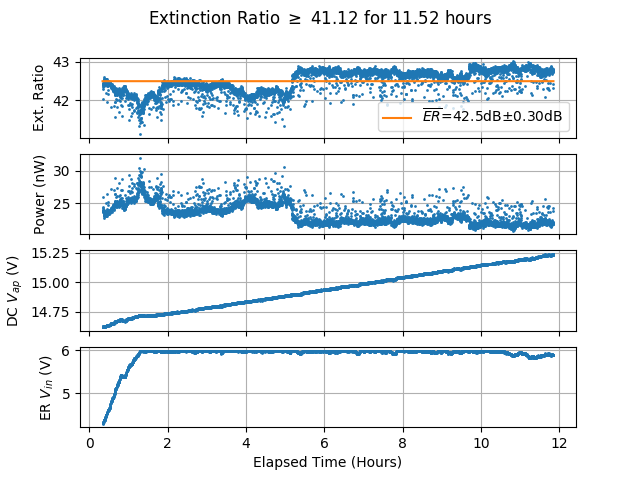 Extinction Ratio ≥ 41.12 for 11.52 hours
Ext. Ratio
43
42
ER=42.5dB±0.30dB
Power (nW)
30
25
DC Vap (V)
15.25
15.00
14.75
ER Vin (V)
6
5
0 2 4 6 8 10 12
Elapsed Time (Hours)